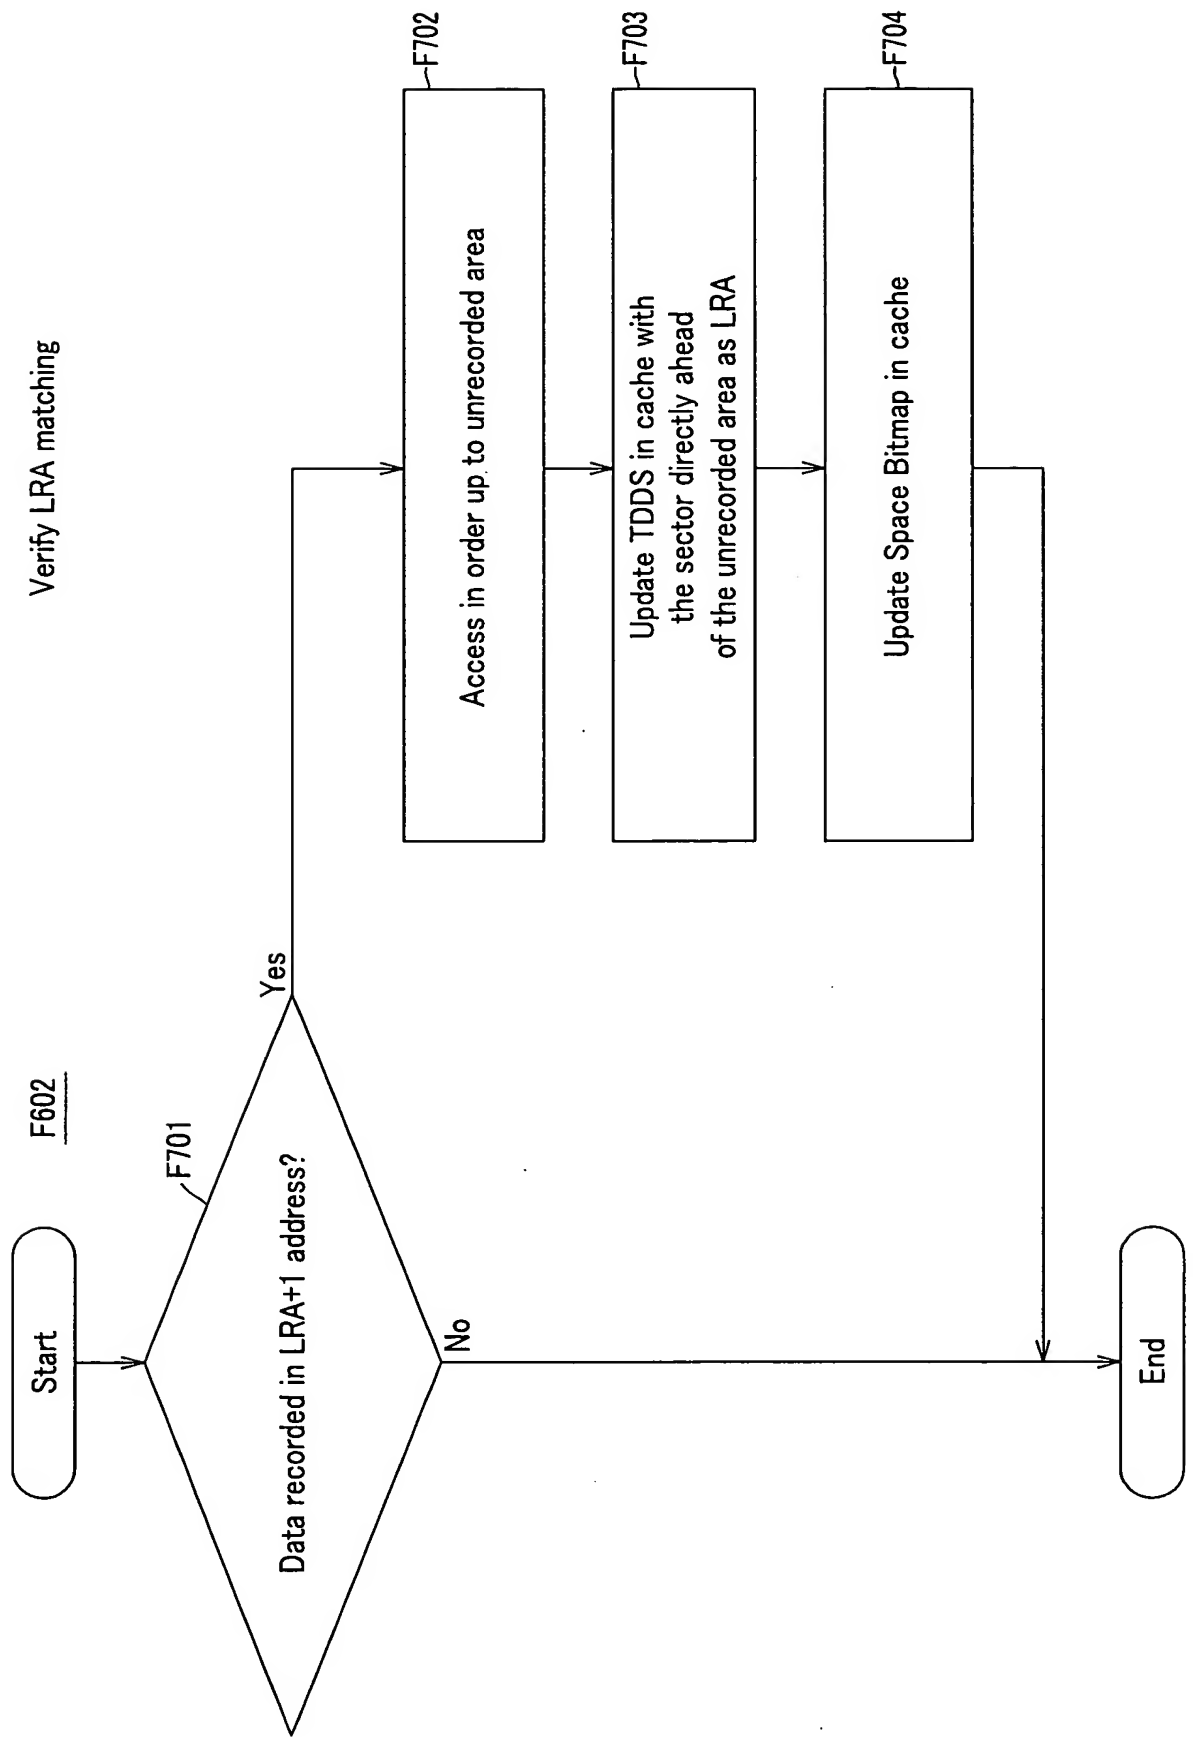 F602
Verify LRA matching
Start
F701
Data recorded in LRA+1 address?
Yes
No
F702
Access in order up to unrecorded area
F703
Update TDDS in cache with
the sector directly ahead
of the unrecorded area as LRA
F704
Update Space Bitmap in cache
End